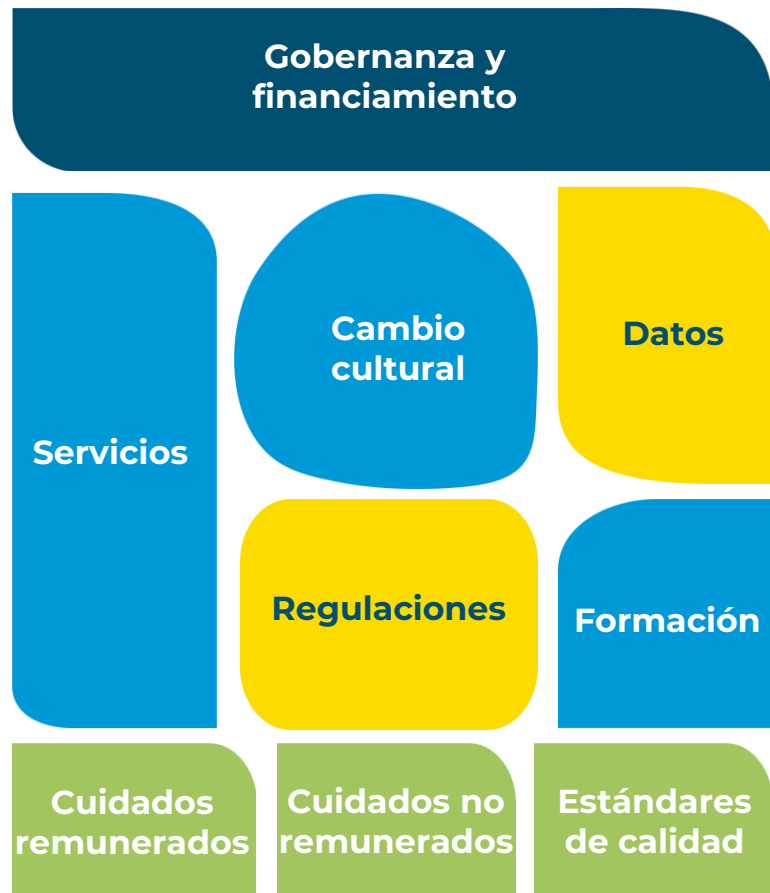 Gobernanza y
financiamiento
Servicios
Cambio
cultural
Datos
Regulaciones
Formación
Cuidados
remunerados
Cuidados no
remunerados
Estándares
de calidad